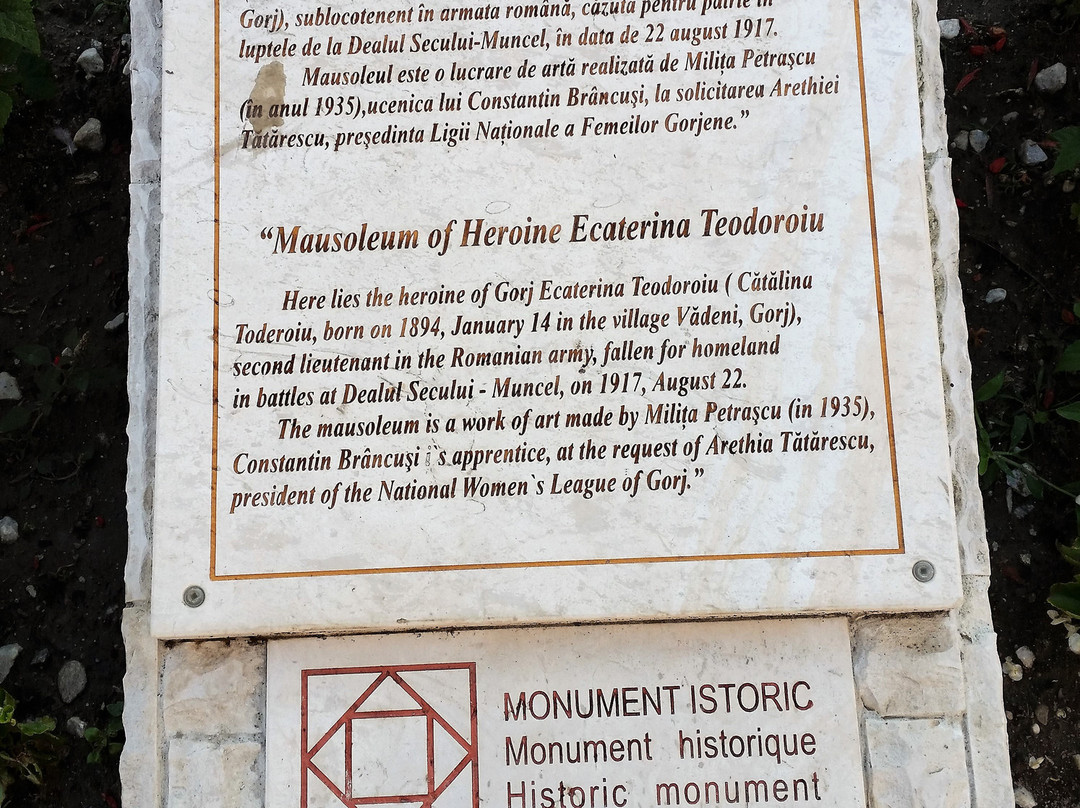 Gorj), sublocotenent în armata română, căzută pentru patrie în
luptele de la Dealul Secului-Muncel, în data de 22 august 1917.
Mausoleul este o lucrare de artă realizată de Milița Petrașcu
(în anul 1935),ucenica lui Constantin Brâncuşi, la solicitarea Arethiei
Tătărescu, preşedinta Ligii Naționale a Femeilor Gorjene.”
“Mausoleum of Heroine Ecaterina Teodoroiu
Here lies the heroine of Gorj Ecaterina Teodoroiu ( Cătălina
Toderoiu, born on 1894, January 14 in the village Vădeni, Gorj),
second lieutenant in the Romanian army, fallen for homeland
in battles at Dealul Secului - Muncel, on 1917, August 22.
The mausoleum is a work of art made by Milița Petraşcu (in 1935),
Constantin Brâncuşi `s apprentice, at the request of Arethia Tătărescu,
president of the National Women`s League of Gorj.”
MONUMENT ISTORIC
Monument historique
Historic monument